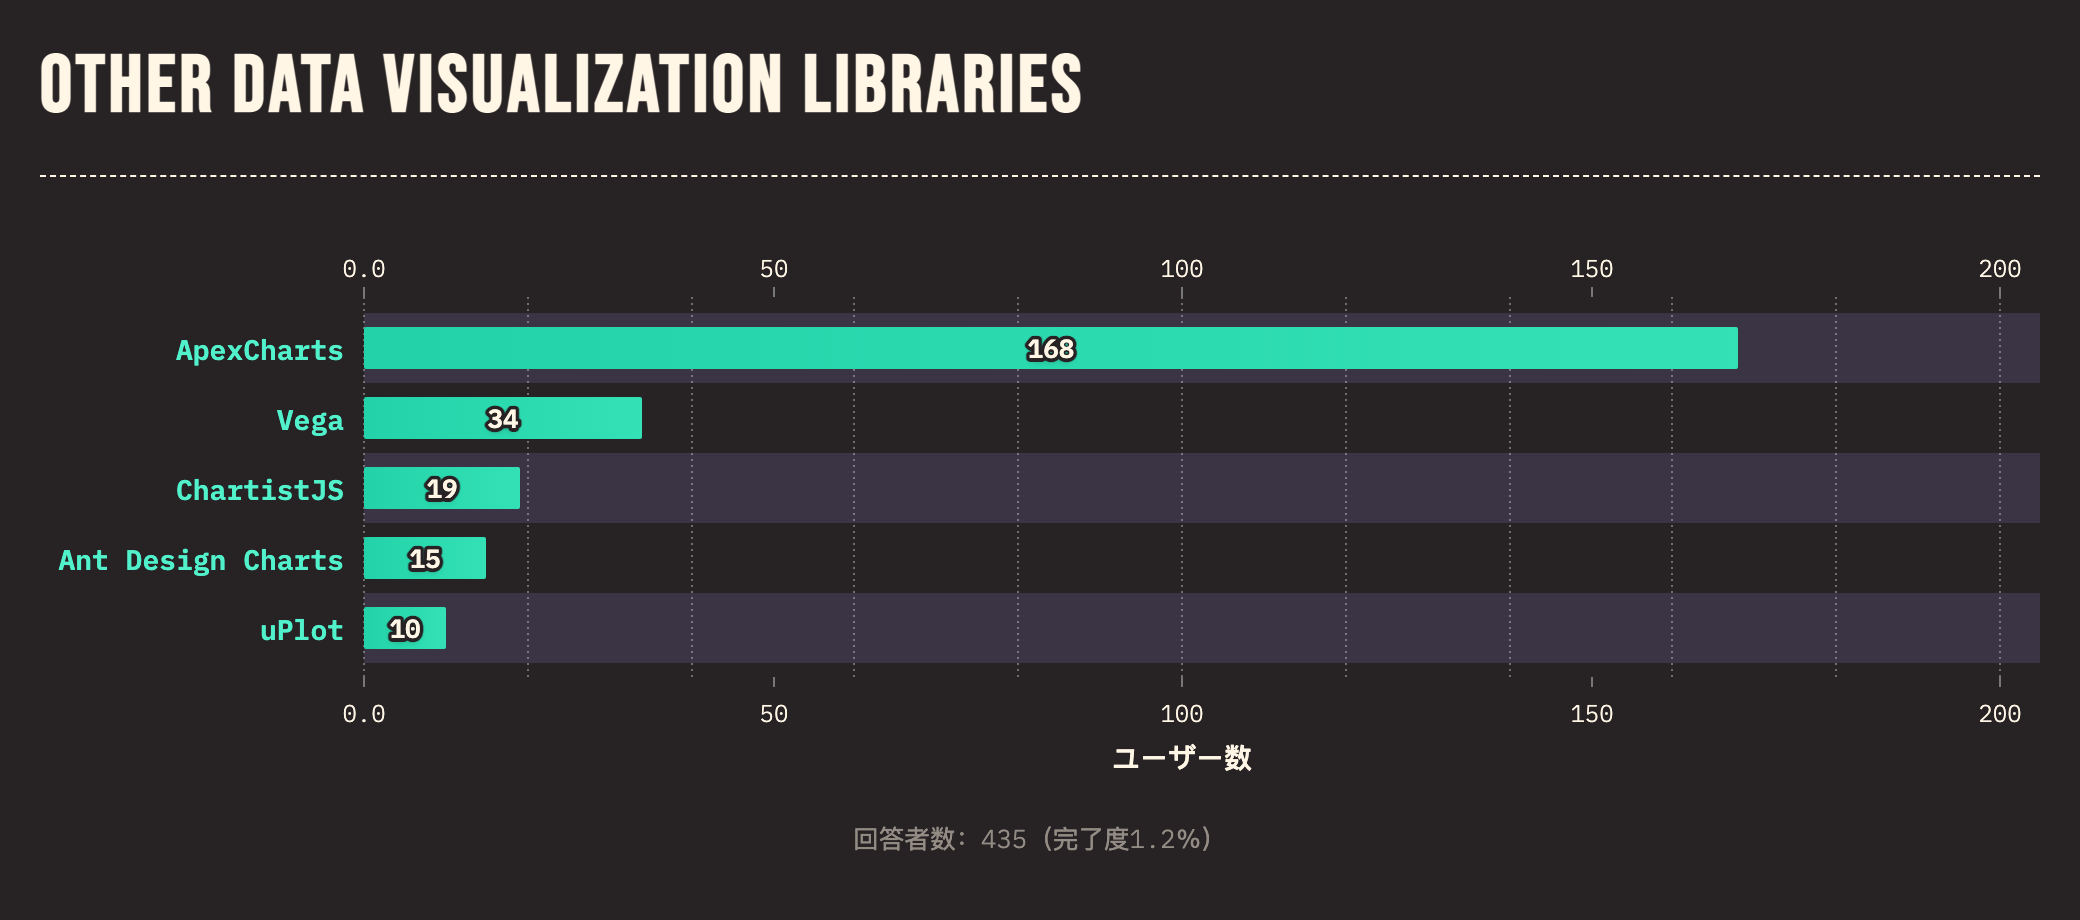 OTHER DATA VISUALIZATION LIBRARIES
0.0 50 100 150 200
ApexCharts 168
Vega 34
ChartistJS 19
Ant Design Charts 15
uPlot 10
0.0 50 100 150 200
ユーザー数
回答者数: 435 (完了度1.2%)